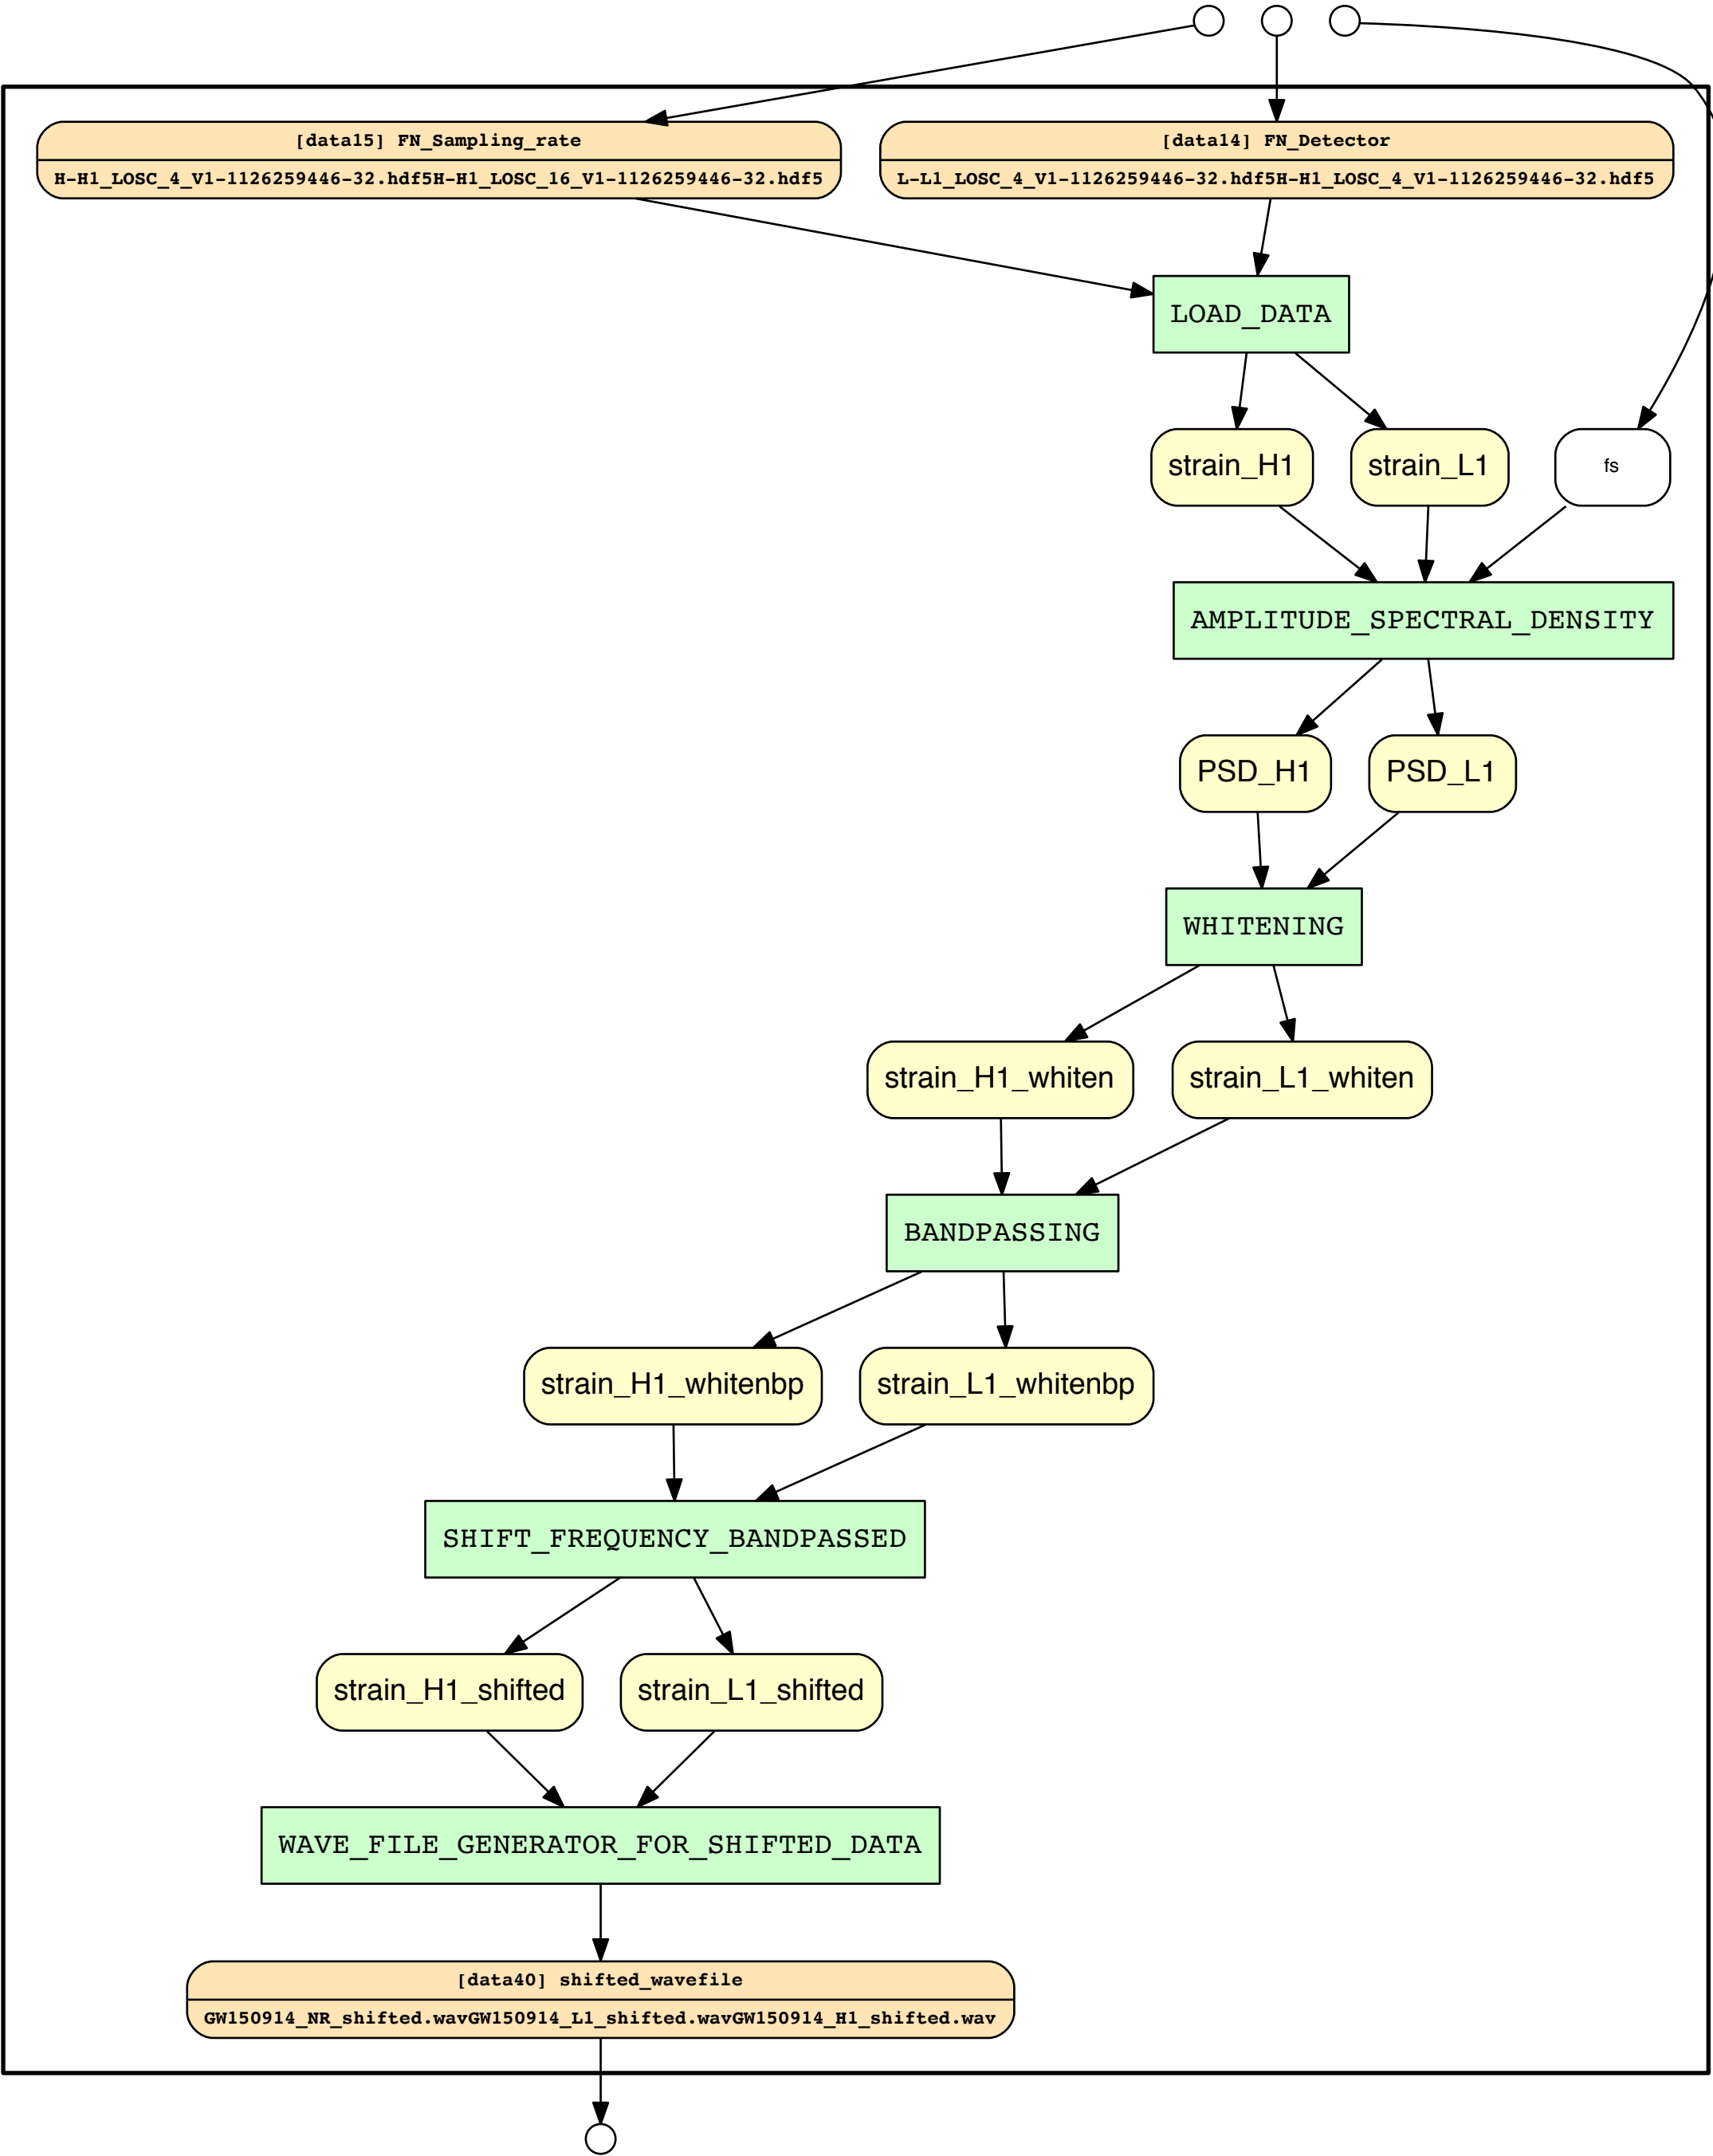 [data15] FN_Sampling_rate
H-H1_LOSC_4_V1-1126259446-32.hdf5H-H1_LOSC_16_V1-1126259446-32.hdf5
[data14] FN_Detector
L-L1_LOSC_4_V1-1126259446-32.hdf5H-H1_LOSC_4_V1-1126259446-32.hdf5
LOAD_DATA
strain_H1
strain_L1
fs
AMPLITUDE_SPECTRAL_DENSITY
PSD_H1
PSD_L1
WHITENING
strain_H1_whiten
strain_L1_whiten
BANDPASSING
strain_H1_whitenbp
strain_L1_whitenbp
SHIFT_FREQUENCY_BANDPASSED
strain_H1_shifted
strain_L1_shifted
WAVE_FILE_GENERATOR_FOR_SHIFTED_DATA
[data40] shifted_wavefile
GW150914_NR_shifted.wavGW150914_L1_shifted.wavGW150914_H1_shifted.wav